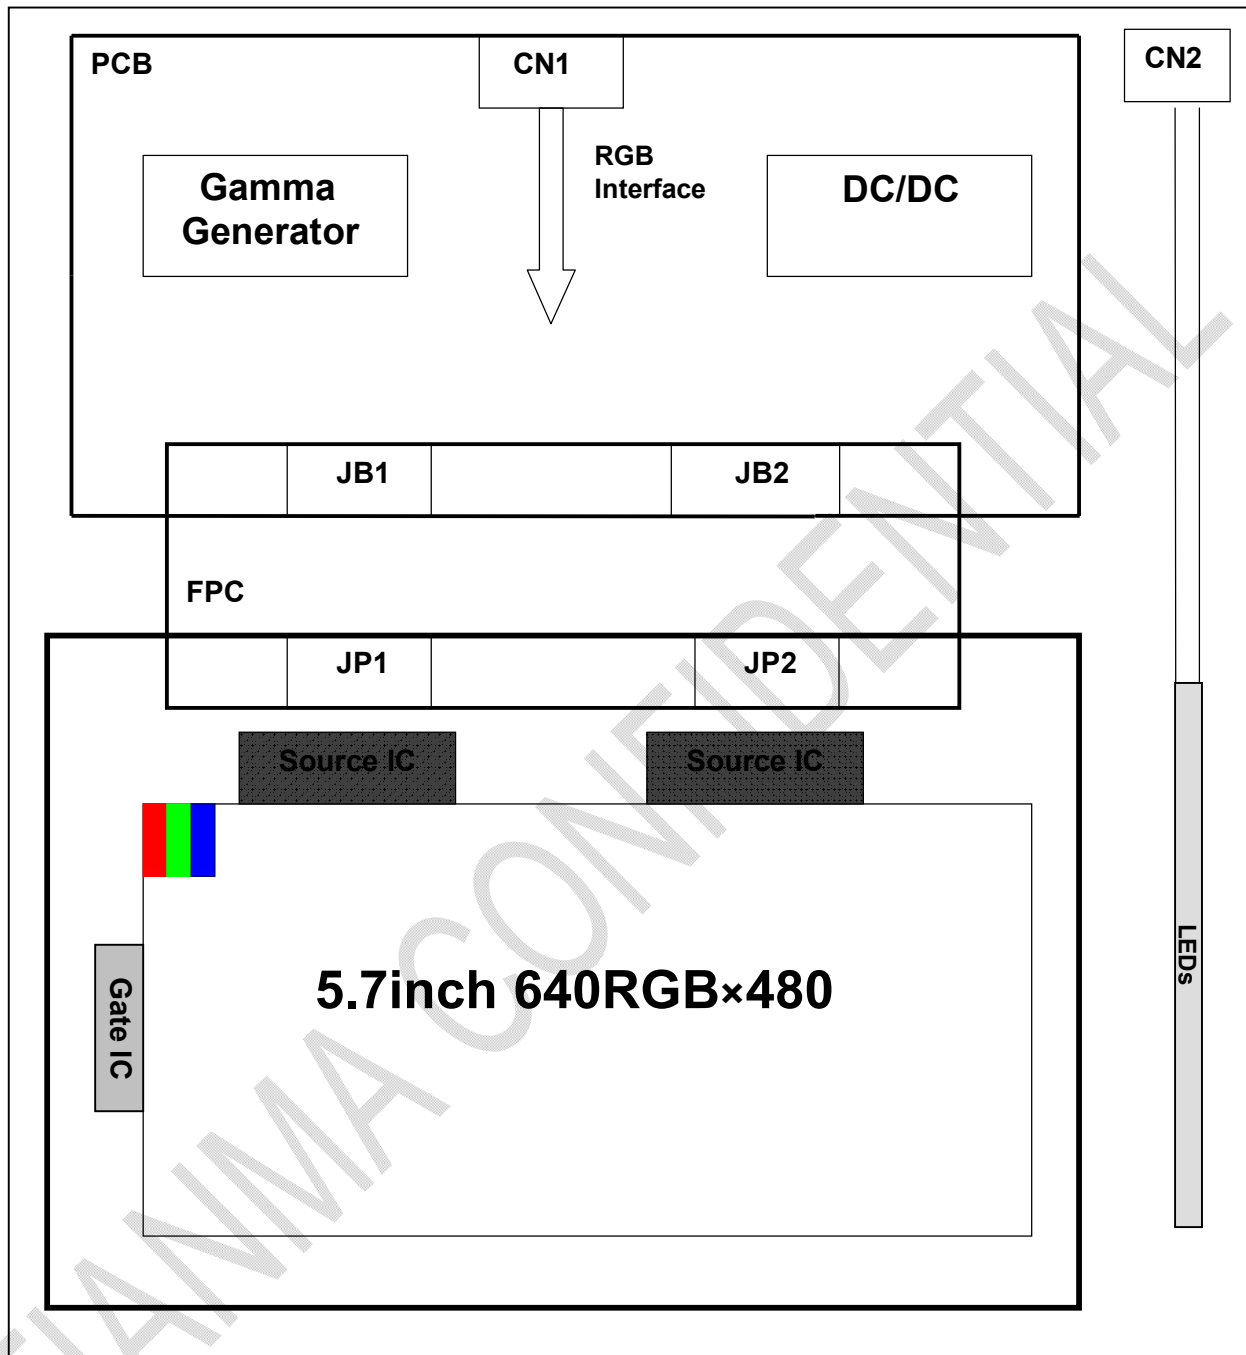 PCB
CN1
CN2
RGB
Interface
Gamma
Generator
DC/DC
JB1
JB2
FPC
JP1
JP2
Source IC
Source IC
Gate IC
5.7inch 640RGB×480
LEDs
TIANMA CONFIDENTIAL